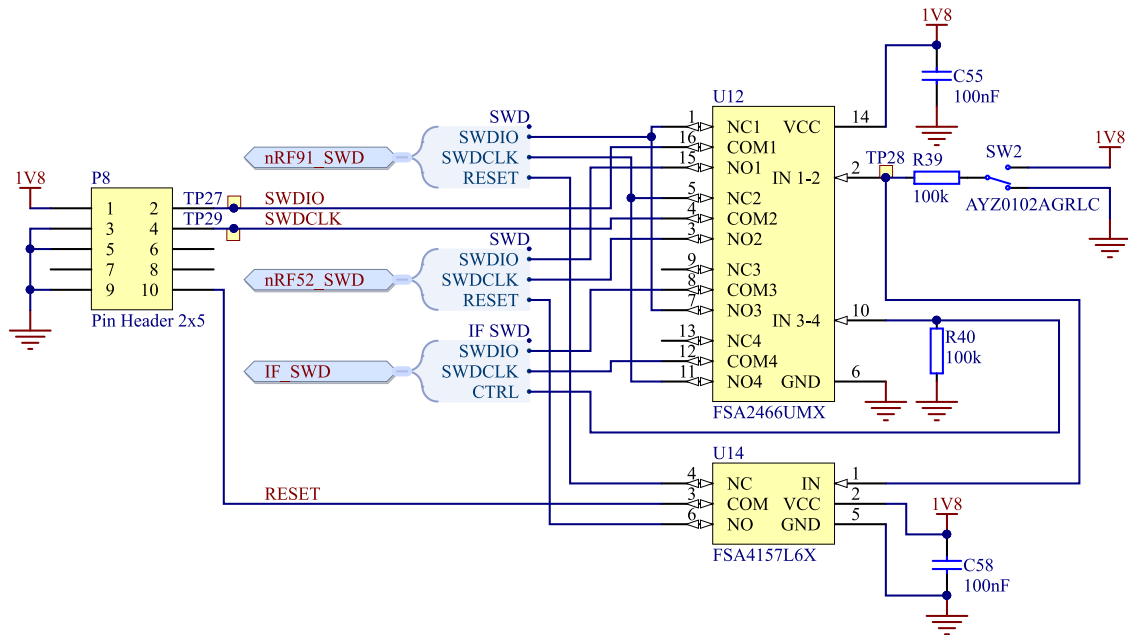 1V8
C55
100nF
U12
SWD
SWDIO
SWDCLK
RESET
nRF91_SWD
1 NC1 VCC 14
16 COM1
15 NO1
IN 1-2 2
5 NC2
4 COM2
3 NO2
9 NC3
8 COM3
7 NO3
IN 3-4 10
13 NC4
12 COM4
11 NO4 GND 6
FSA2466UMX
TP28
R39
100k
SW2
1V8
AYZ0102AGRLC
1V8
P8
1 2
3 4
5 6
7 8
9 10
Pin Header 2x5
TP27
SWDIO
TP29
SWDCLK
SWD
SWDIO
SWDCLK
RESET
nRF52_SWD
IF SWD
SWDIO
SWDCLK
CTRL
IF_SWD
R40
100k
RESET
U14
4 NC IN 1
3 COM VCC 2
6 NO GND 5
FSA4157L6X
1V8
C58
100nF